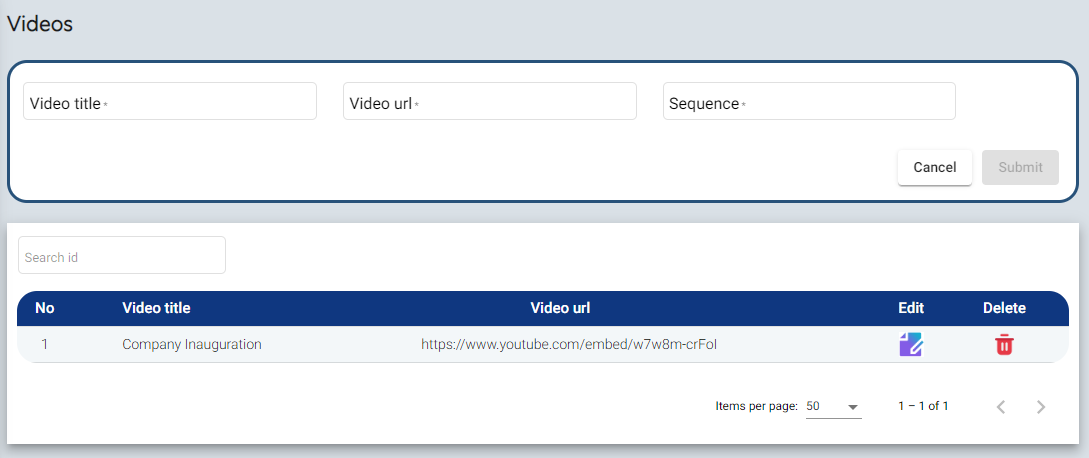 Videos
Video title * Video url * Sequence *
Cancel Submit
Search id
No Video title Video url Edit Delete
1 Company Inauguration https://www.youtube.com/embed/w7w8m-crFoI
Items per page: 50 1 – 1 of 1